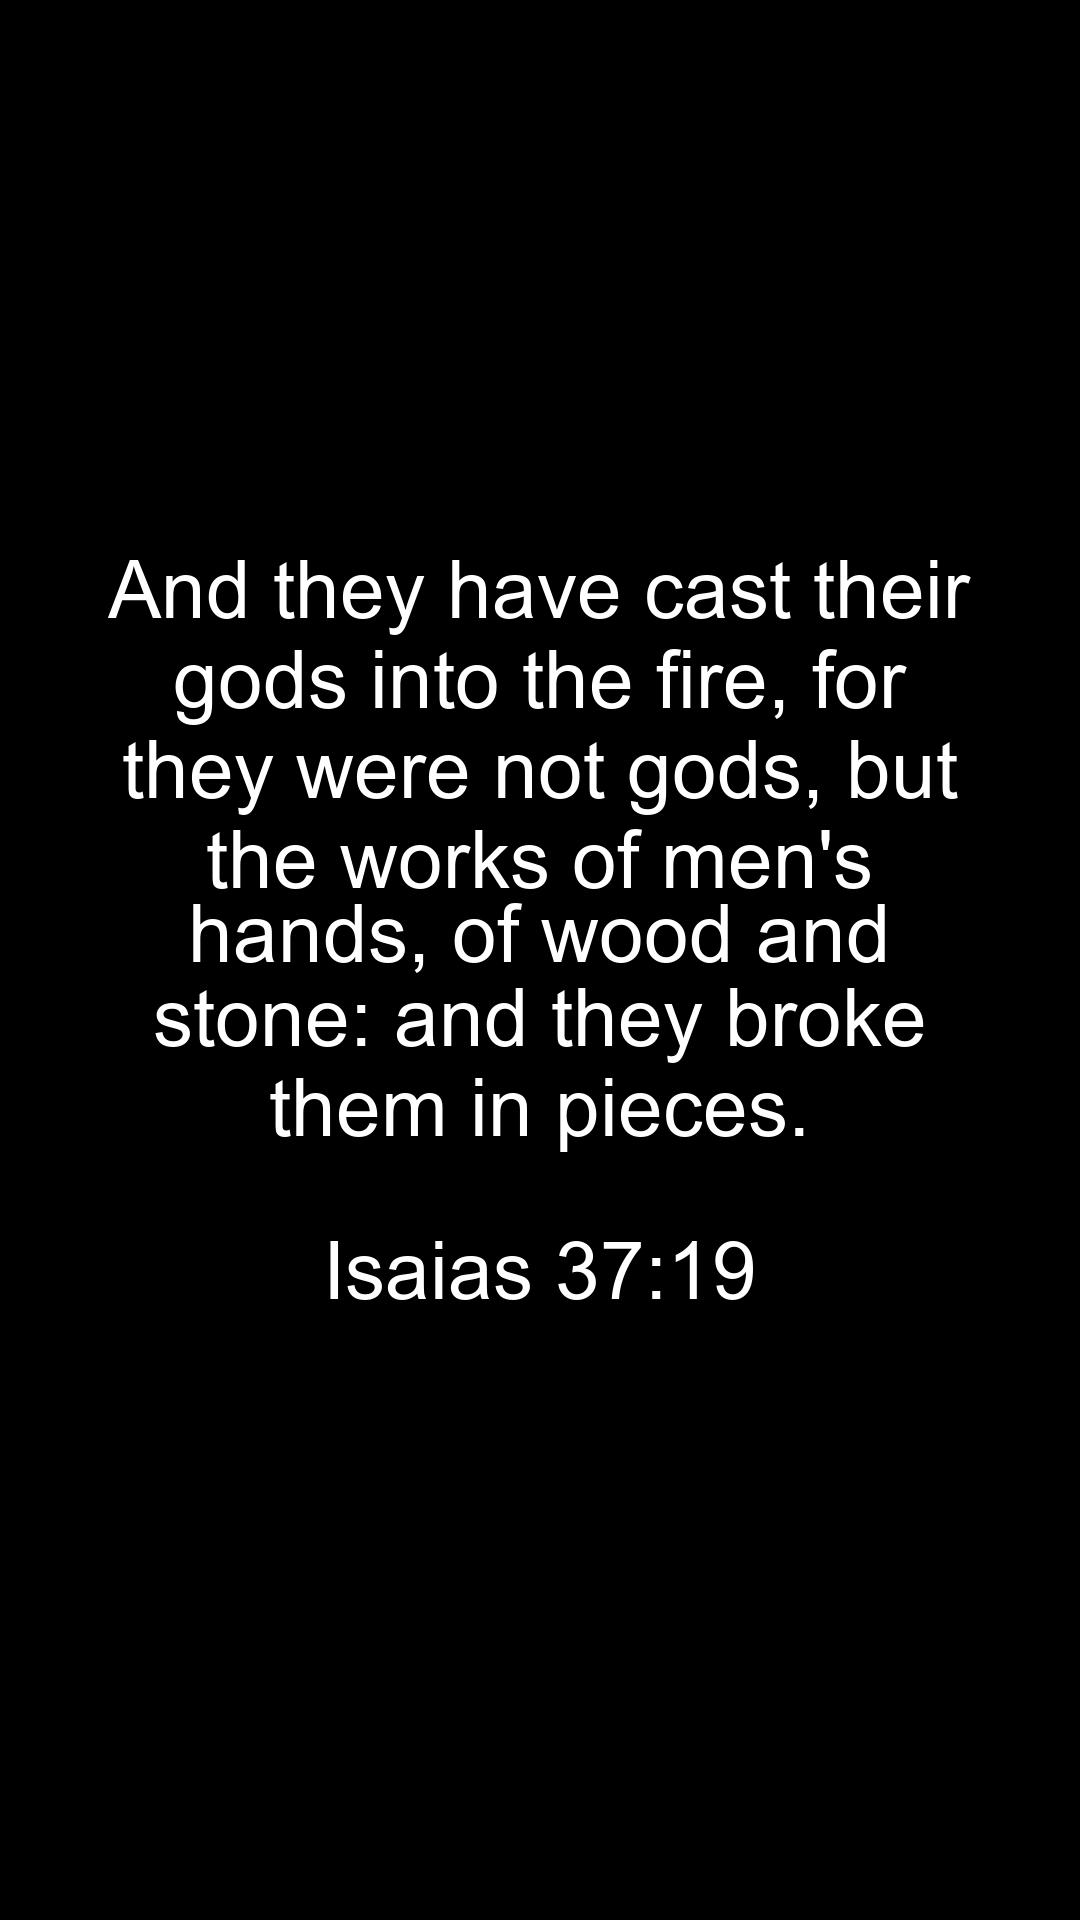 And they have cast their
gods into the fire, for
they were not gods, but
the works of men's
hands, of wood and
stone: and they broke
them in pieces.
Isaias 37:19